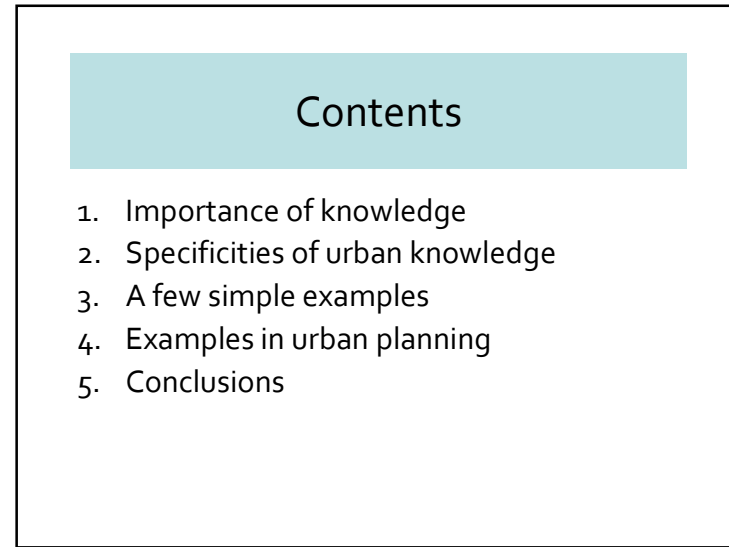 Contents
1. Importance of knowledge
2. Specificities of urban knowledge
3. A few simple examples
4. Examples in urban planning
5. Conclusions